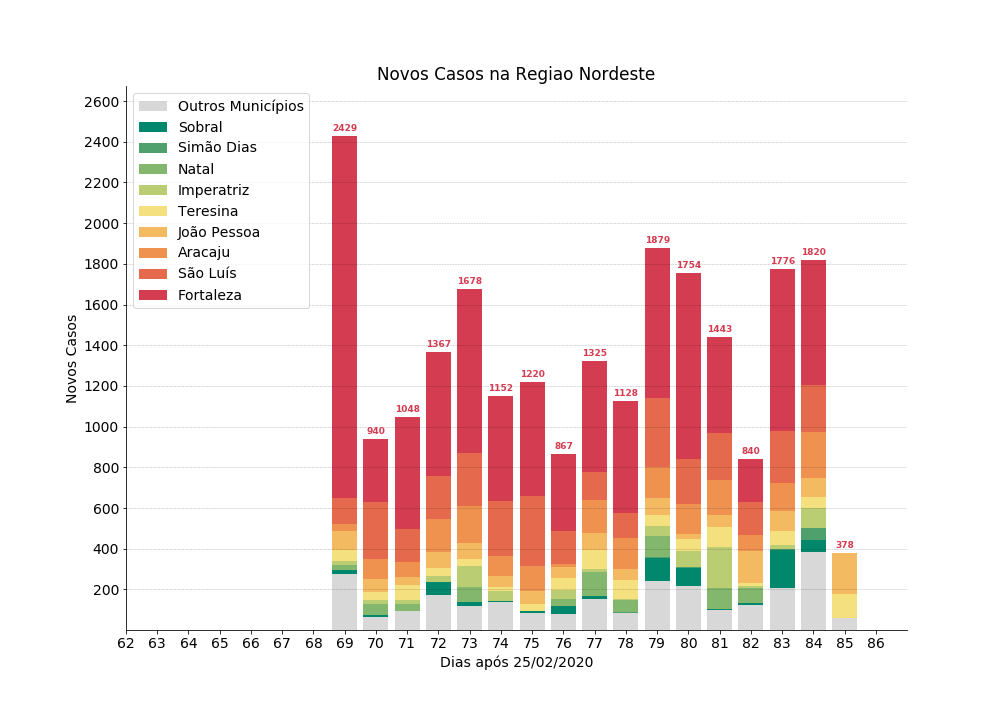 Novos Casos na Regiao Nordeste
Novos Casos
2600
2400
2200
2000
1800
1600
1400
1200
1000
800
600
400
200
Outros Municípios
Sobral
Simão Dias
Natal
Imperatriz
Teresina
João Pessoa
Aracaju
São Luís
Fortaleza
2429
940
1048
1367
1678
1152
1220
867
1325
1128
1879
1754
1443
840
1776
1820
378
62 63 64 65 66 67 68 69 70 71 72 73 74 75 76 77 78 79 80 81 82 83 84 85 86
Dias após 25/02/2020